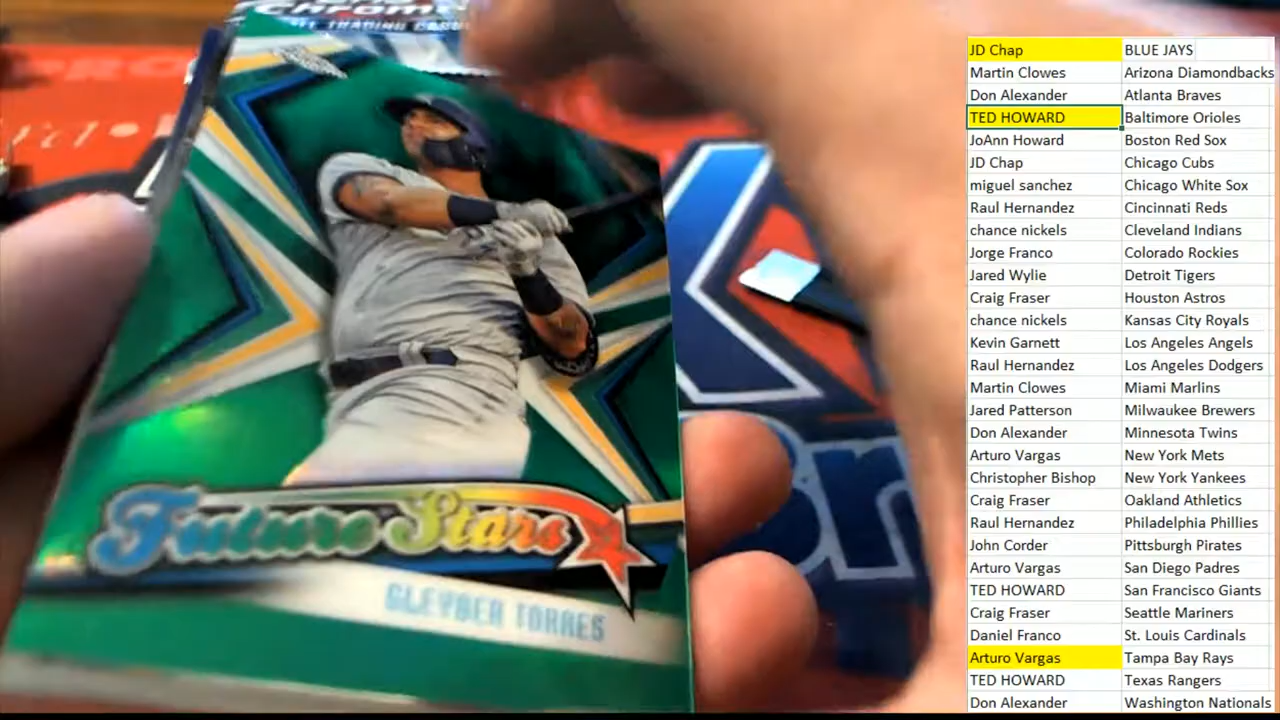 Chrome
TRADING CARDS
PRO
Future Stars
GLEYBER TORRES
JD Chap BLUE JAYS
Martin Clowes Arizona Diamondbacks
Don Alexander Atlanta Braves
TED HOWARD Baltimore Orioles
JoAnn Howard Boston Red Sox
JD Chap Chicago Cubs
miguel sanchez Chicago White Sox
Raul Hernandez Cincinnati Reds
chance nickels Cleveland Indians
Jorge Franco Colorado Rockies
Jared Wylie Detroit Tigers
Craig Fraser Houston Astros
chance nickels Kansas City Royals
Kevin Garnett Los Angeles Angels
Raul Hernandez Los Angeles Dodgers
Martin Clowes Miami Marlins
Jared Patterson Milwaukee Brewers
Don Alexander Minnesota Twins
Arturo Vargas New York Mets
Christopher Bishop New York Yankees
Craig Fraser Oakland Athletics
Raul Hernandez Philadelphia Phillies
John Corder Pittsburgh Pirates
Arturo Vargas San Diego Padres
TED HOWARD San Francisco Giants
Craig Fraser Seattle Mariners
Daniel Franco St. Louis Cardinals
Arturo Vargas Tampa Bay Rays
TED HOWARD Texas Rangers
Don Alexander Washington Nationals